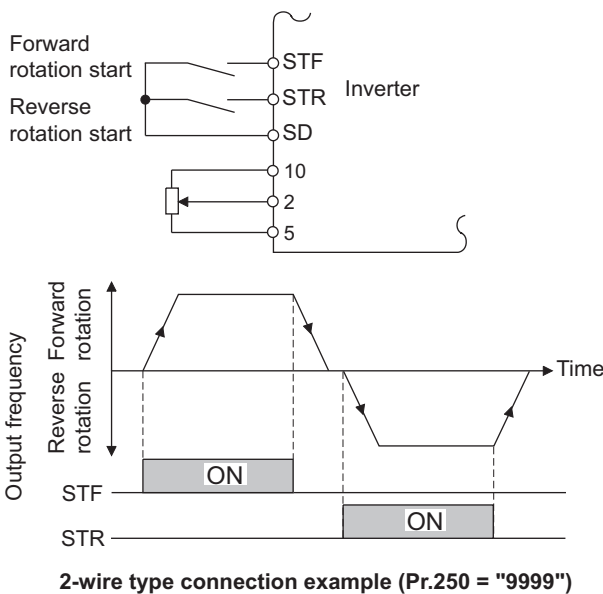 Forward
rotation start
Reverse
rotation start
STF
STR
SD
Inverter
10
2
5
Output frequency
Reverse rotation
Forward rotation
Time
ON
STF
ON
STR
2-wire type connection example (Pr.250 = "9999")